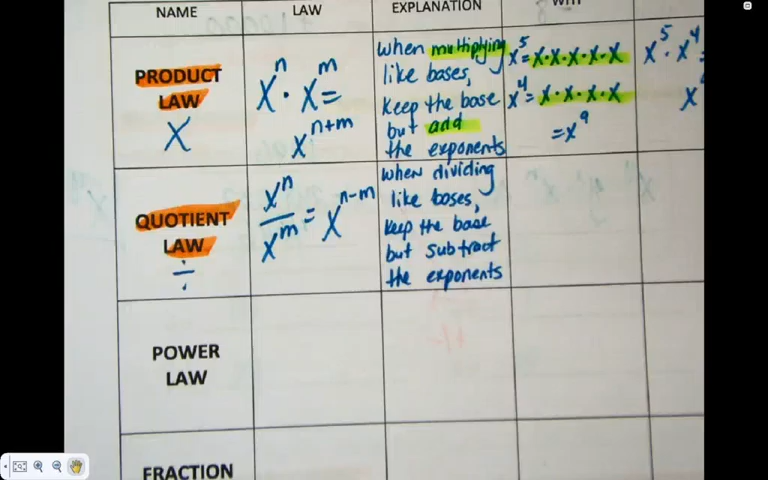 NAME
LAW
EXPLANATION
PRODUCT
LAW
X
xⁿ · xᵐ =
xⁿ⁺ᵐ
when multiplying
like bases,
keep the base
but add
the exponents
x⁵ = x·x·x·x·x
x⁴ = x·x·x·x
= x⁹
x⁵ · x⁴ =
x
QUOTIENT
LAW
÷
xⁿ/xᵐ = xⁿ⁻ᵐ
when dividing
like bases,
keep the base
but subtract
the exponents
POWER
LAW
FRACTION